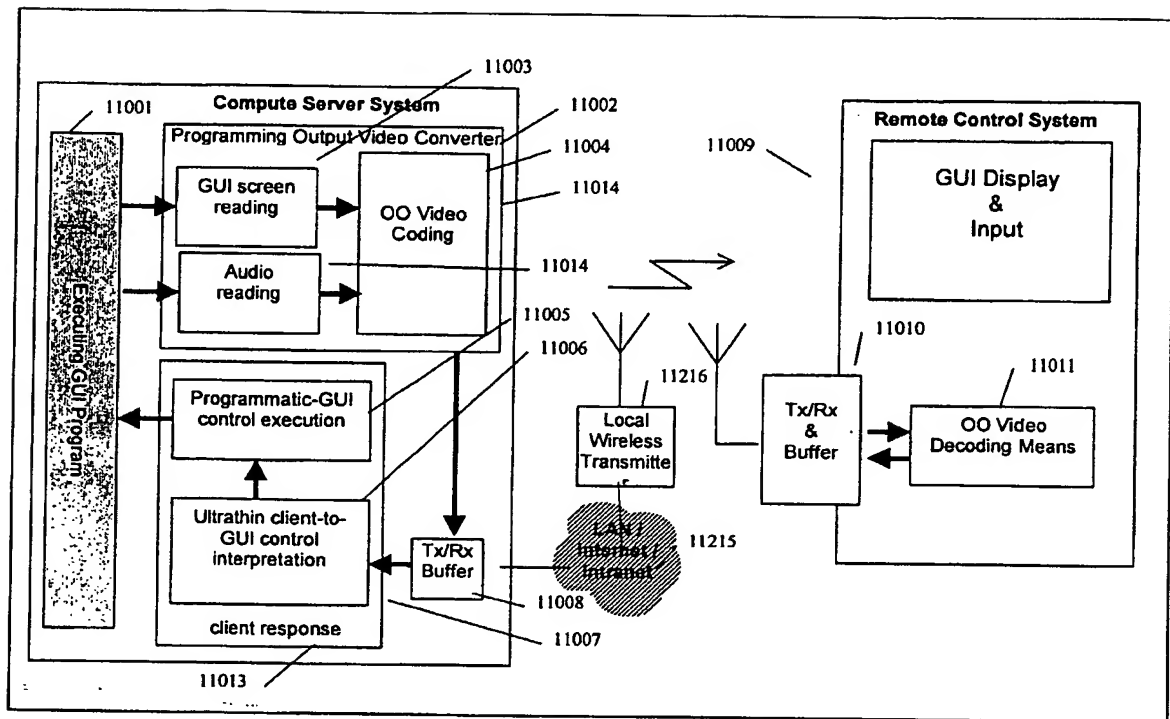 11003
11001
Compute Server System
11002
Remote Control System
Programming Output Video Converter
11004
11009
11014
GUI screen
reading
OO Video
Coding
GUI Display
&
Input
Audio
reading
11014
11005
11006
11010
11011
11216
Executing GUI Program
Programmatic-GUI
control execution
Tx/Rx
&
Buffer
OO Video
Decoding Means
Local
Wireless
Transmitte
r
Ultrathin client-to-
GUI control
interpretation
LAN /
Internet /
Intranet
11215
Tx/Rx
Buffer
11008
client response
11007
11013